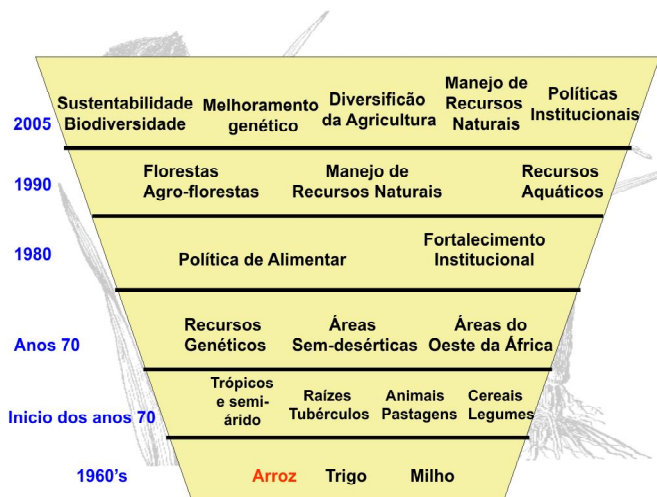 2005
Sustentabilidade
Biodiversidade
Melhoramento
genético
Diversificão
da Agricultura
Manejo de
Recursos
Naturais
Políticas
Institucionais
1990
Florestas
Agro-florestas
Manejo de
Recursos Naturais
Recursos
Aquáticos
1980
Política de Alimentar
Fortalecimento
Institucional
Anos 70
Recursos
Genéticos
Áreas
Sem-desérticas
Áreas do
Oeste da África
Inicio dos anos 70
Trópicos
e semi-
árido
Raízes
Tubérculos
Animais
Pastagens
Cereais
Legumes
1960's
Arroz
Trigo
Milho